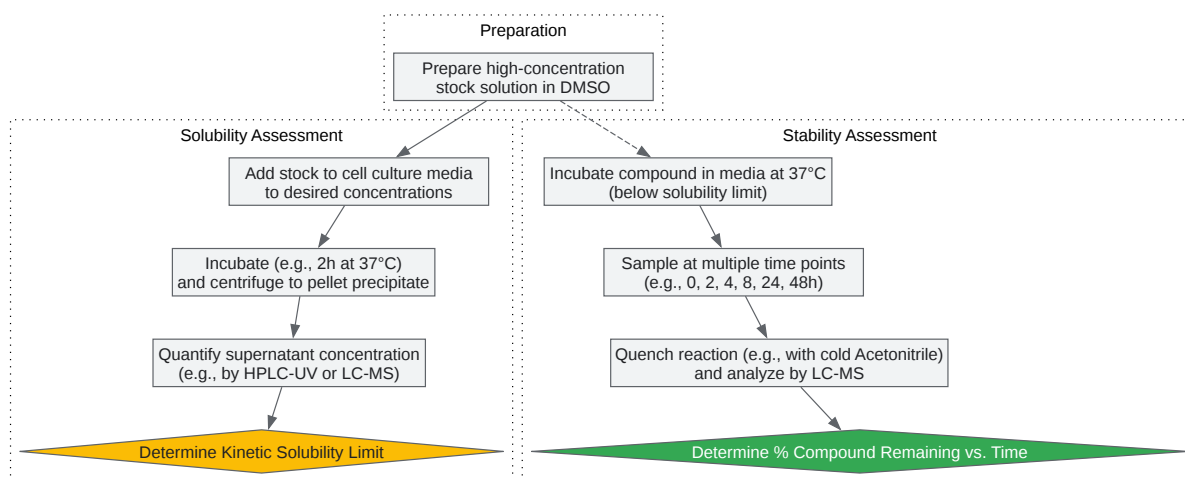 Preparation
Prepare high-concentration
stock solution in DMSO
Solubility Assessment
Add stock to cell culture media
to desired concentrations
Incubate (e.g., 2h at 37°C)
and centrifuge to pellet precipitate
Quantify supernatant concentration
(e.g., by HPLC-UV or LC-MS)
Determine Kinetic Solubility Limit
Stability Assessment
Incubate compound in media at 37°C
(below solubility limit)
Sample at multiple time points
(e.g., 0, 2, 4, 8, 24, 48h)
Quench reaction (e.g., with cold Acetonitrile)
and analyze by LC-MS
Determine % Compound Remaining vs. Time